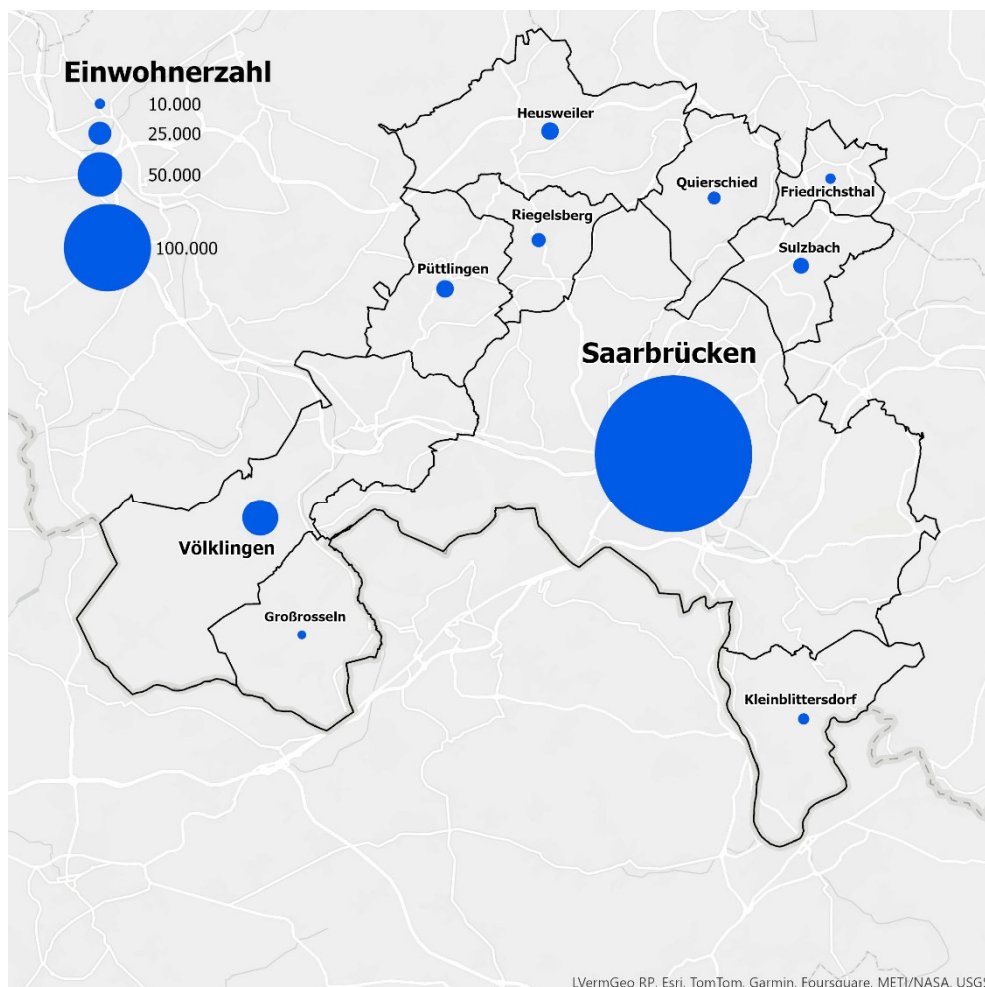 Einwohnerzahl
10.000
25.000
50.000
100.000
Heusweiler
Quierschied
Friedrichsthal
Riegelsberg
Sulzbach
Püttlingen
Saarbrücken
Völklingen
Großrosseln
Kleinblittersdorf
LVermGeo RP, Esri, TomTom, Garmin, Foursquare, METI/NASA, USGS